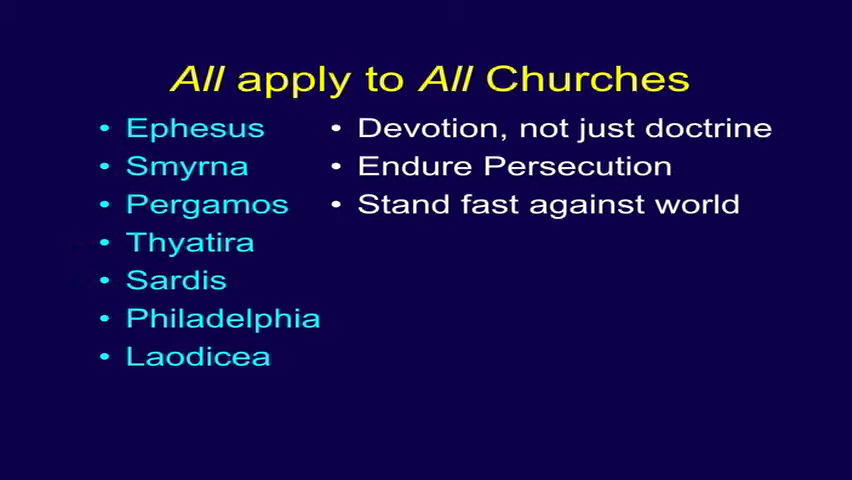 All apply to All Churches
• Ephesus • Devotion, not just doctrine
• Smyrna • Endure Persecution
• Pergamos • Stand fast against world
• Thyatira
• Sardis
• Philadelphia
• Laodicea